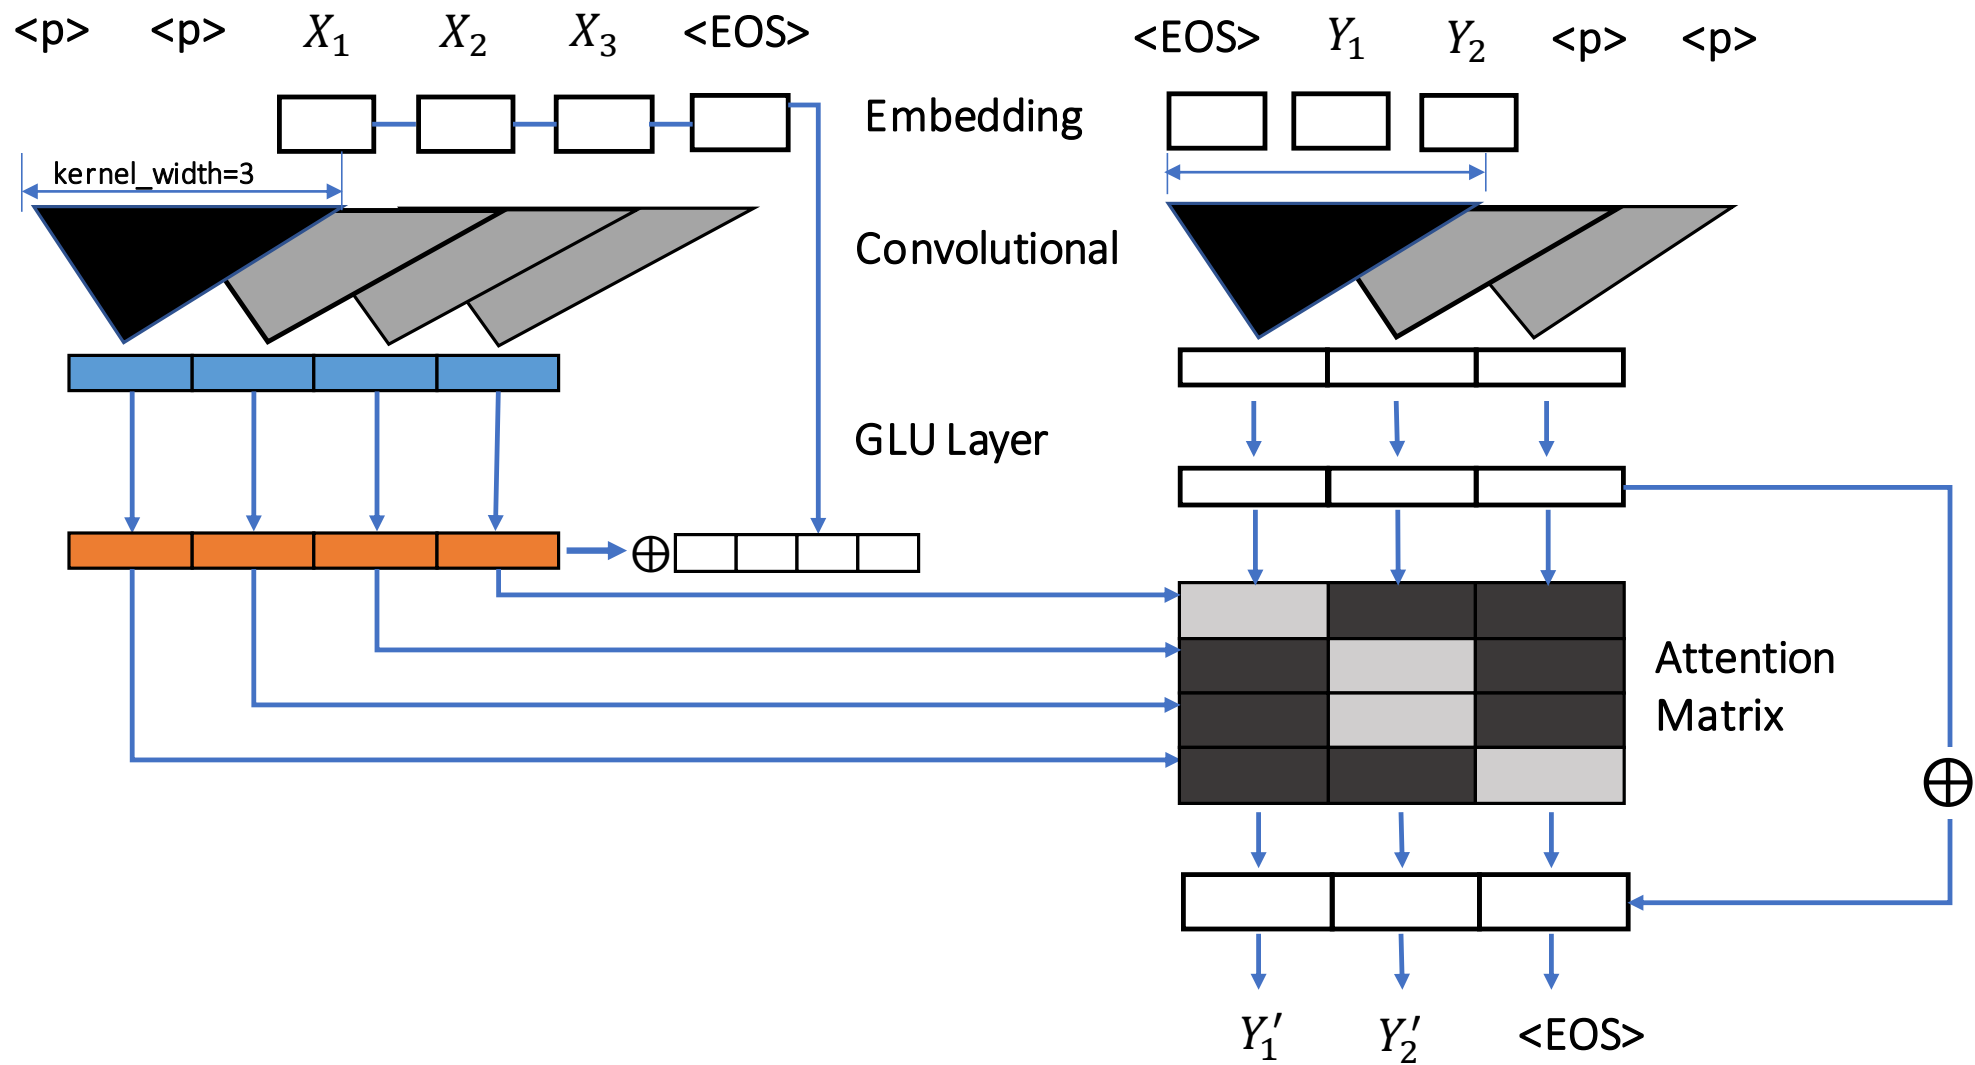 <p> <p> X₁ X₂ X₃ <EOS> <EOS> Y₁ Y₂ <p> <p>
Embedding
kernel_width=3
Convolutional
GLU Layer
Attention
Matrix
Y₁′ Y₂′ <EOS>